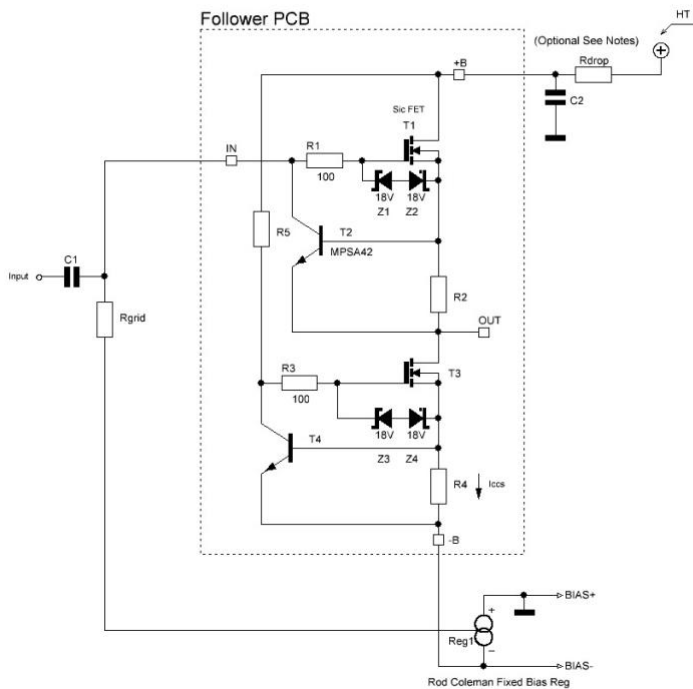 Follower PCB
HT
(Optional See Notes)
Rdrop
+B
C2
Sic FET
T1
IN
R1
100
18V 18V
Z1 Z2
R5
T2
MPSA42
C1
Input
R2
Rgrid
OUT
R3
T3
100
18V 18V
Z3 Z4
T4
R4
Iccs
-B
BIAS+
+
Reg1
–
BIAS-
Rod Coleman Fixed Bias Reg